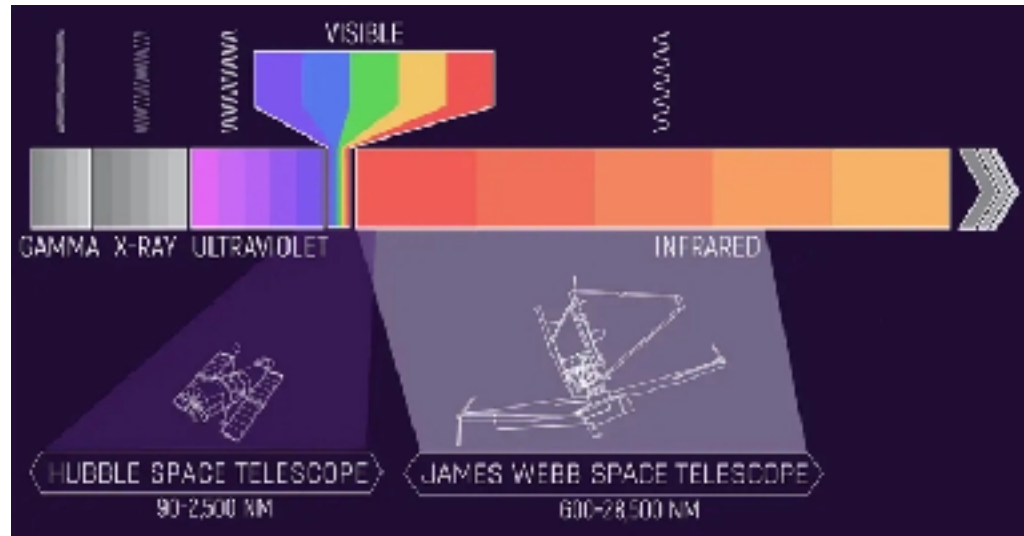 VISIBLE
GAMMA X-RAY ULTRAVIOLET INFRARED
HUBBLE SPACE TELESCOPE JAMES WEBB SPACE TELESCOPE
90-2,500 NM 600-28,500 NM